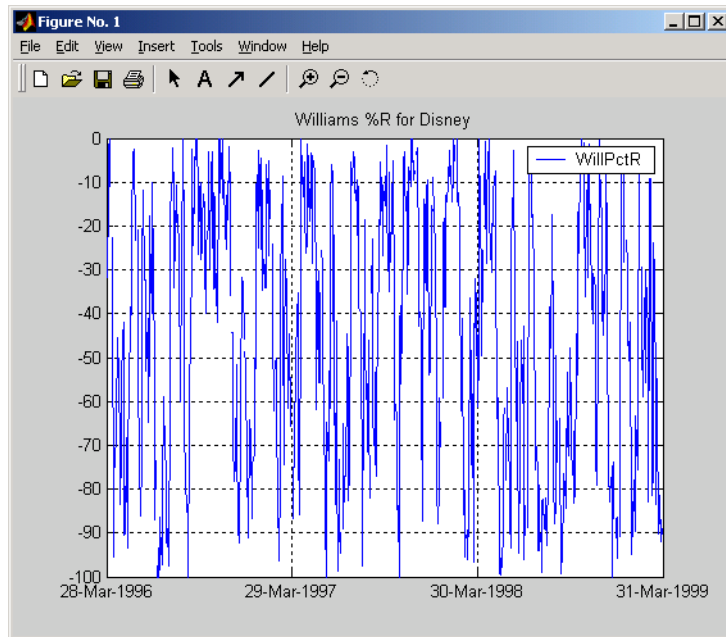 Figure No. 1
File Edit View Insert Tools Window Help
A
Williams %R for Disney
WillPctR
0
-10
-20
-30
-40
-50
-60
-70
-80
-90
-100
28-Mar-1996 29-Mar-1997 30-Mar-1998 31-Mar-1999